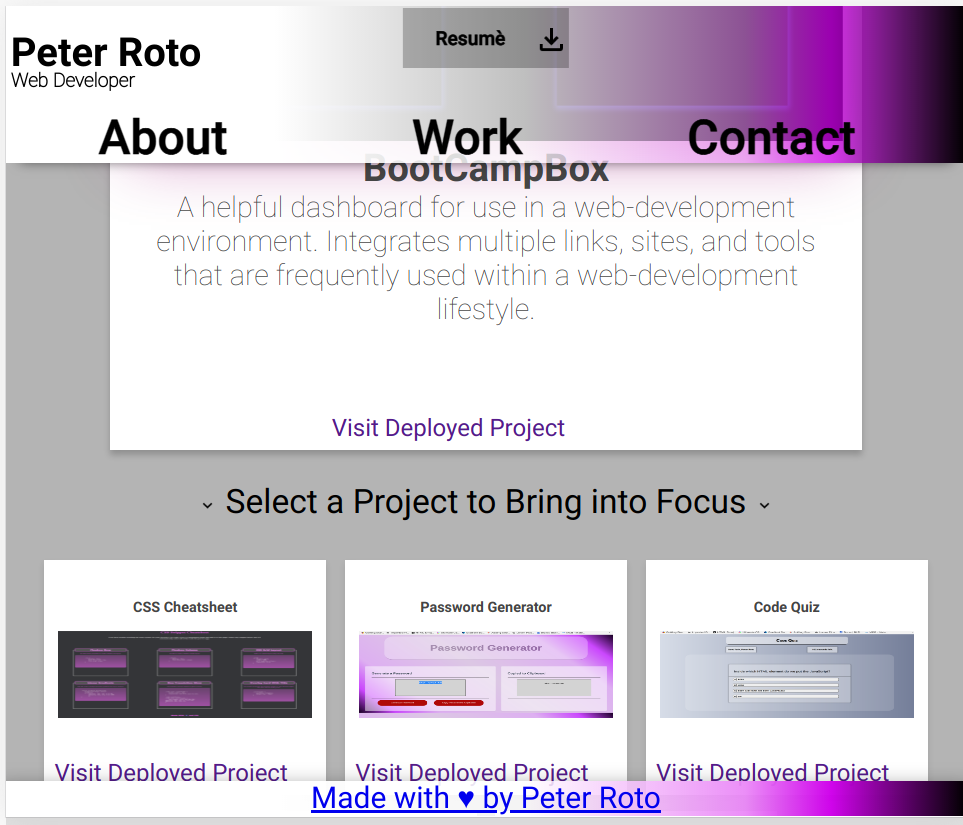 Peter Roto
Web Developer
Resumè
About Work Contact
BootCampBox
A helpful dashboard for use in a web-development
environment. Integrates multiple links, sites, and tools
that are frequently used within a web-development
lifestyle.
Visit Deployed Project
⌄ Select a Project to Bring into Focus ⌄
CSS Cheatsheet
Password Generator
Password Generator
Code Quiz
Code Quiz
Visit Deployed Project
Visit Deployed Project
Visit Deployed Project
Made with ♥ by Peter Roto